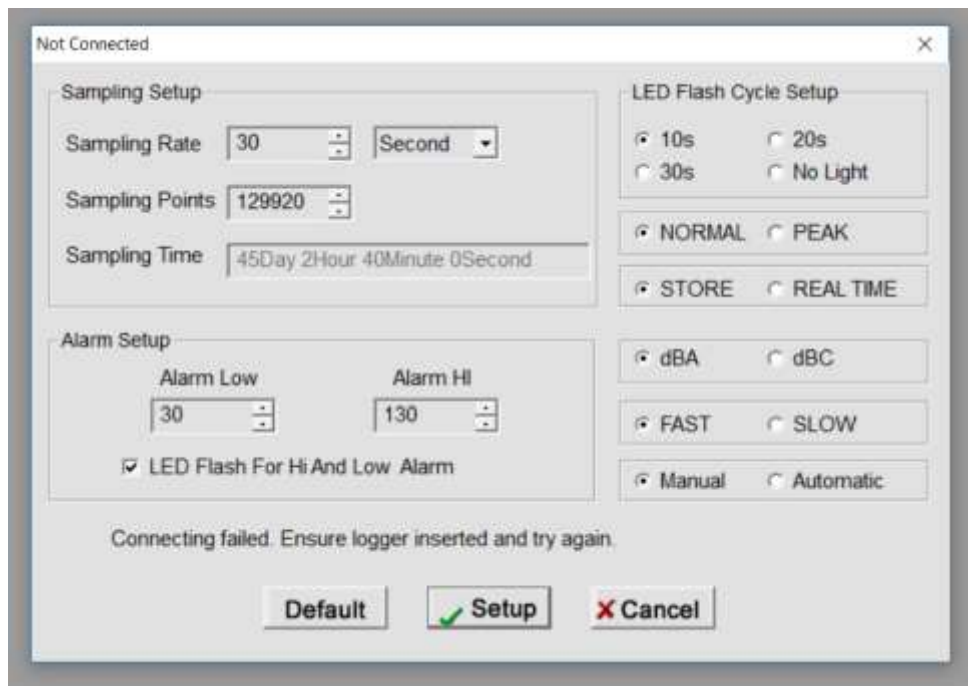 Not Connected
Sampling Setup
Sampling Rate 30 Second
Sampling Points 129920
Sampling Time 45Day 2Hour 40Minute 0Second
LED Flash Cycle Setup
10s 20s
30s No Light
NORMAL PEAK
STORE REAL TIME
Alarm Setup
Alarm Low Alarm HI
30 130
LED Flash For Hi And Low Alarm
dBA dBC
FAST SLOW
Manual Automatic
Connecting failed. Ensure logger inserted and try again.
Default Setup Cancel